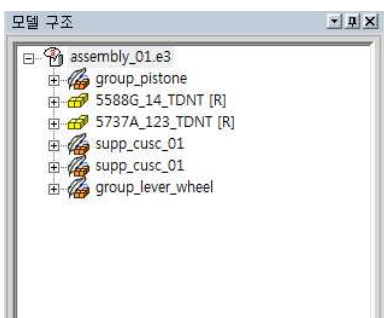 모델 구조
assembly_01.e3
group_pistone
5588G_14_TDNT [R]
5737A_123_TDNT [R]
supp_cusc_01
supp_cusc_01
group_lever_wheel